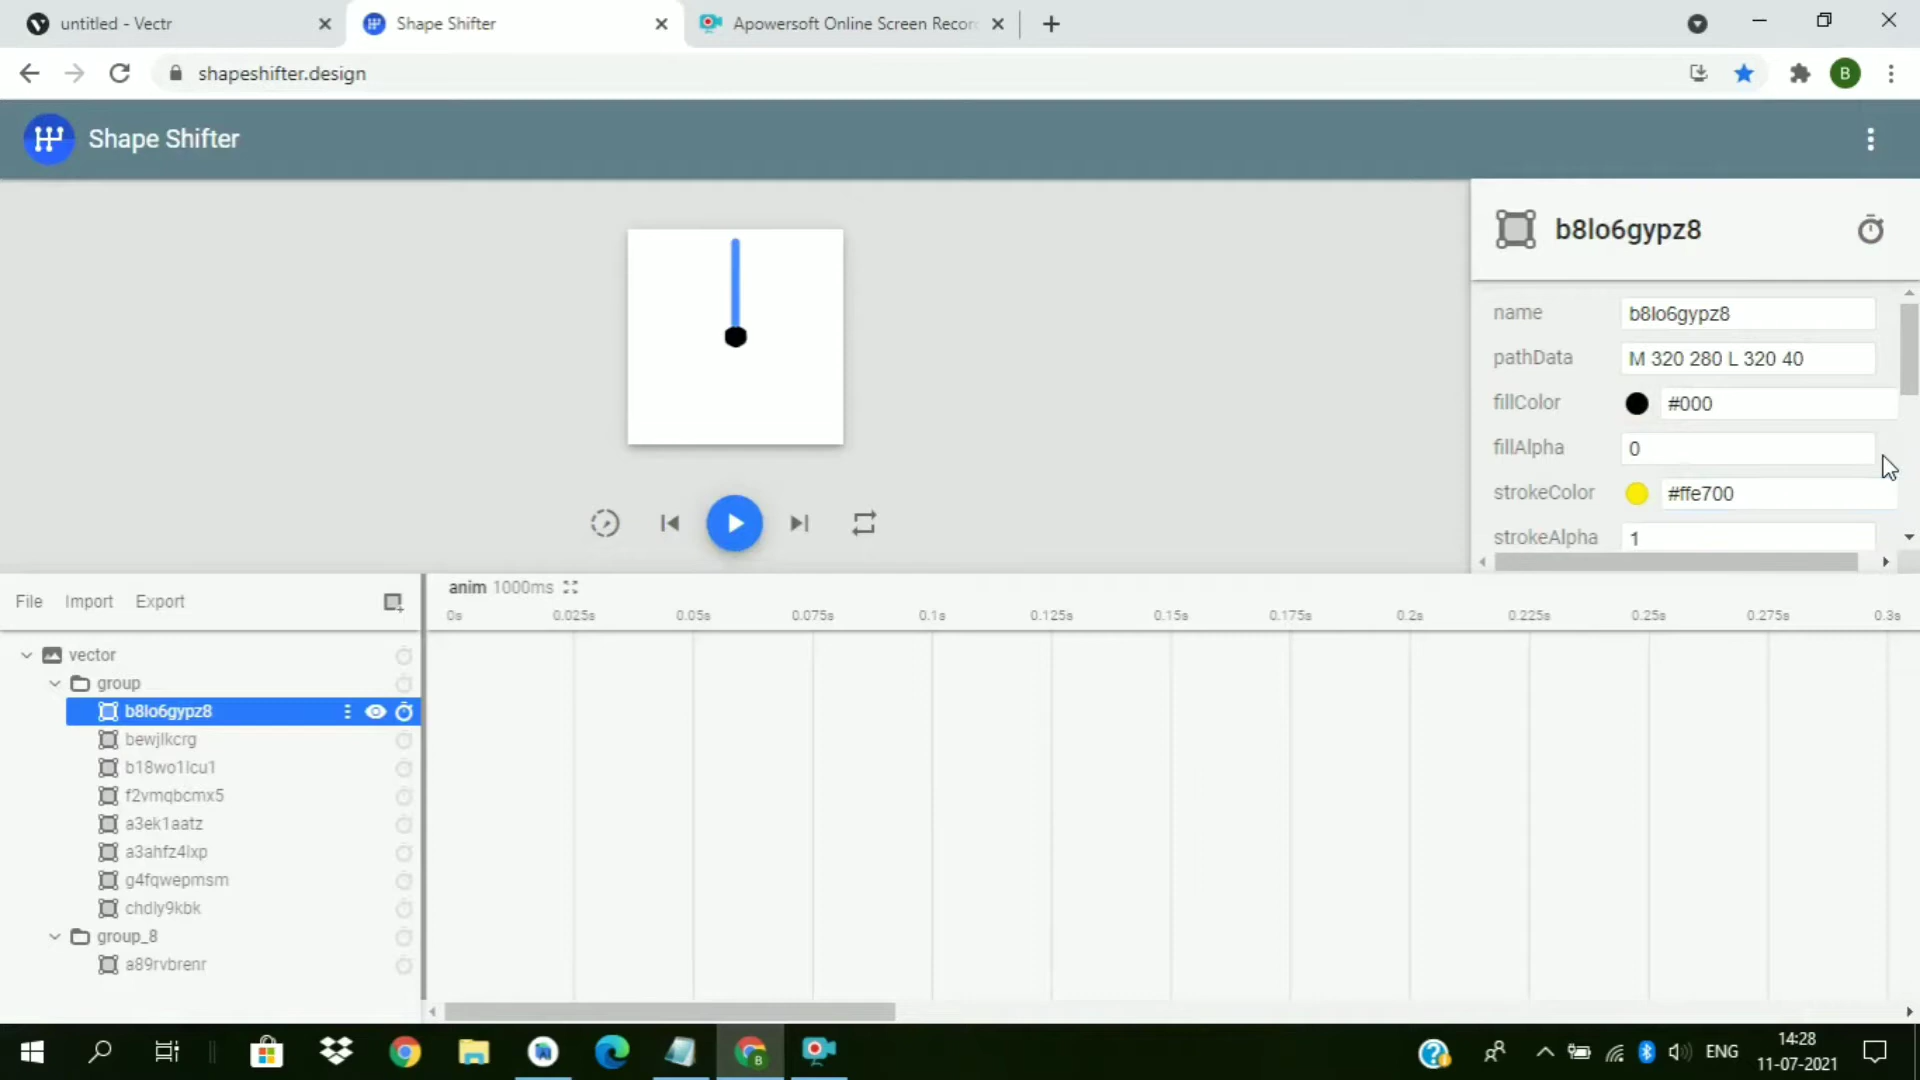 untitled - Vectr
Shape Shifter
Apowersoft Online Screen Recor
shapeshifter.design
B
Shape Shifter
b8lo6gypz8
name b8lo6gypz8
pathData M 320 280 L 320 40
fillColor #000
fillAlpha 0
strokeColor #ffe700
strokeAlpha 1
File Import Export
anim 1000ms
0s 0.025s 0.05s 0.075s 0.1s 0.125s 0.15s 0.175s 0.2s 0.225s 0.25s 0.275s 0.3s
vector
group
b8lo6gypz8
bewjlkcrg
b18wo1lcu1
f2vmqbcmx5
a3ek1aatz
a3ahfz4lxp
g4fqwepmsm
chdly9kbk
group_8
a89rvbrenr
B
ENG
14:28
11-07-2021